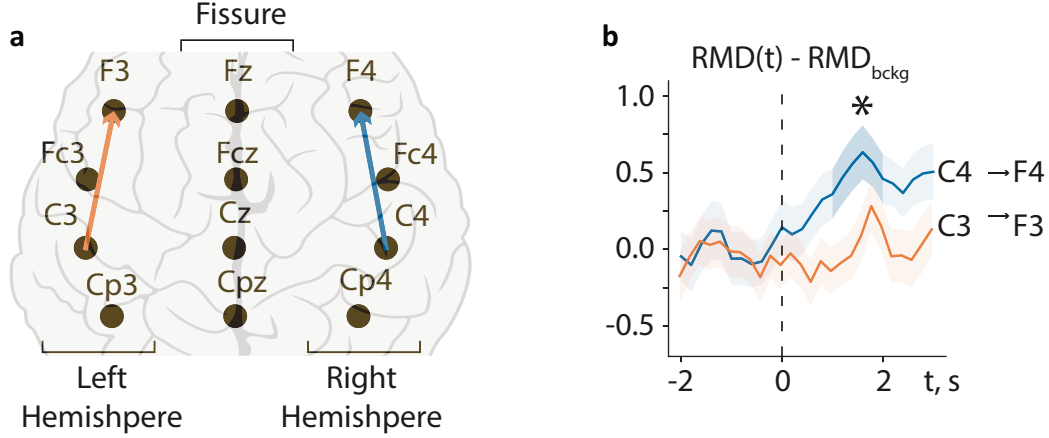 a
Fissure
F3 Fz F4
Fc3 Fcz Fc4
C3 Cz C4
Cp3 Cpz Cp4
Left
Hemishpere
Right
Hemishpere
b
RMD(t) - RMDbckg
1.0
*
0.5
0.0
-0.5
C4 →F4
C3 →F3
-2 0 2 t, s